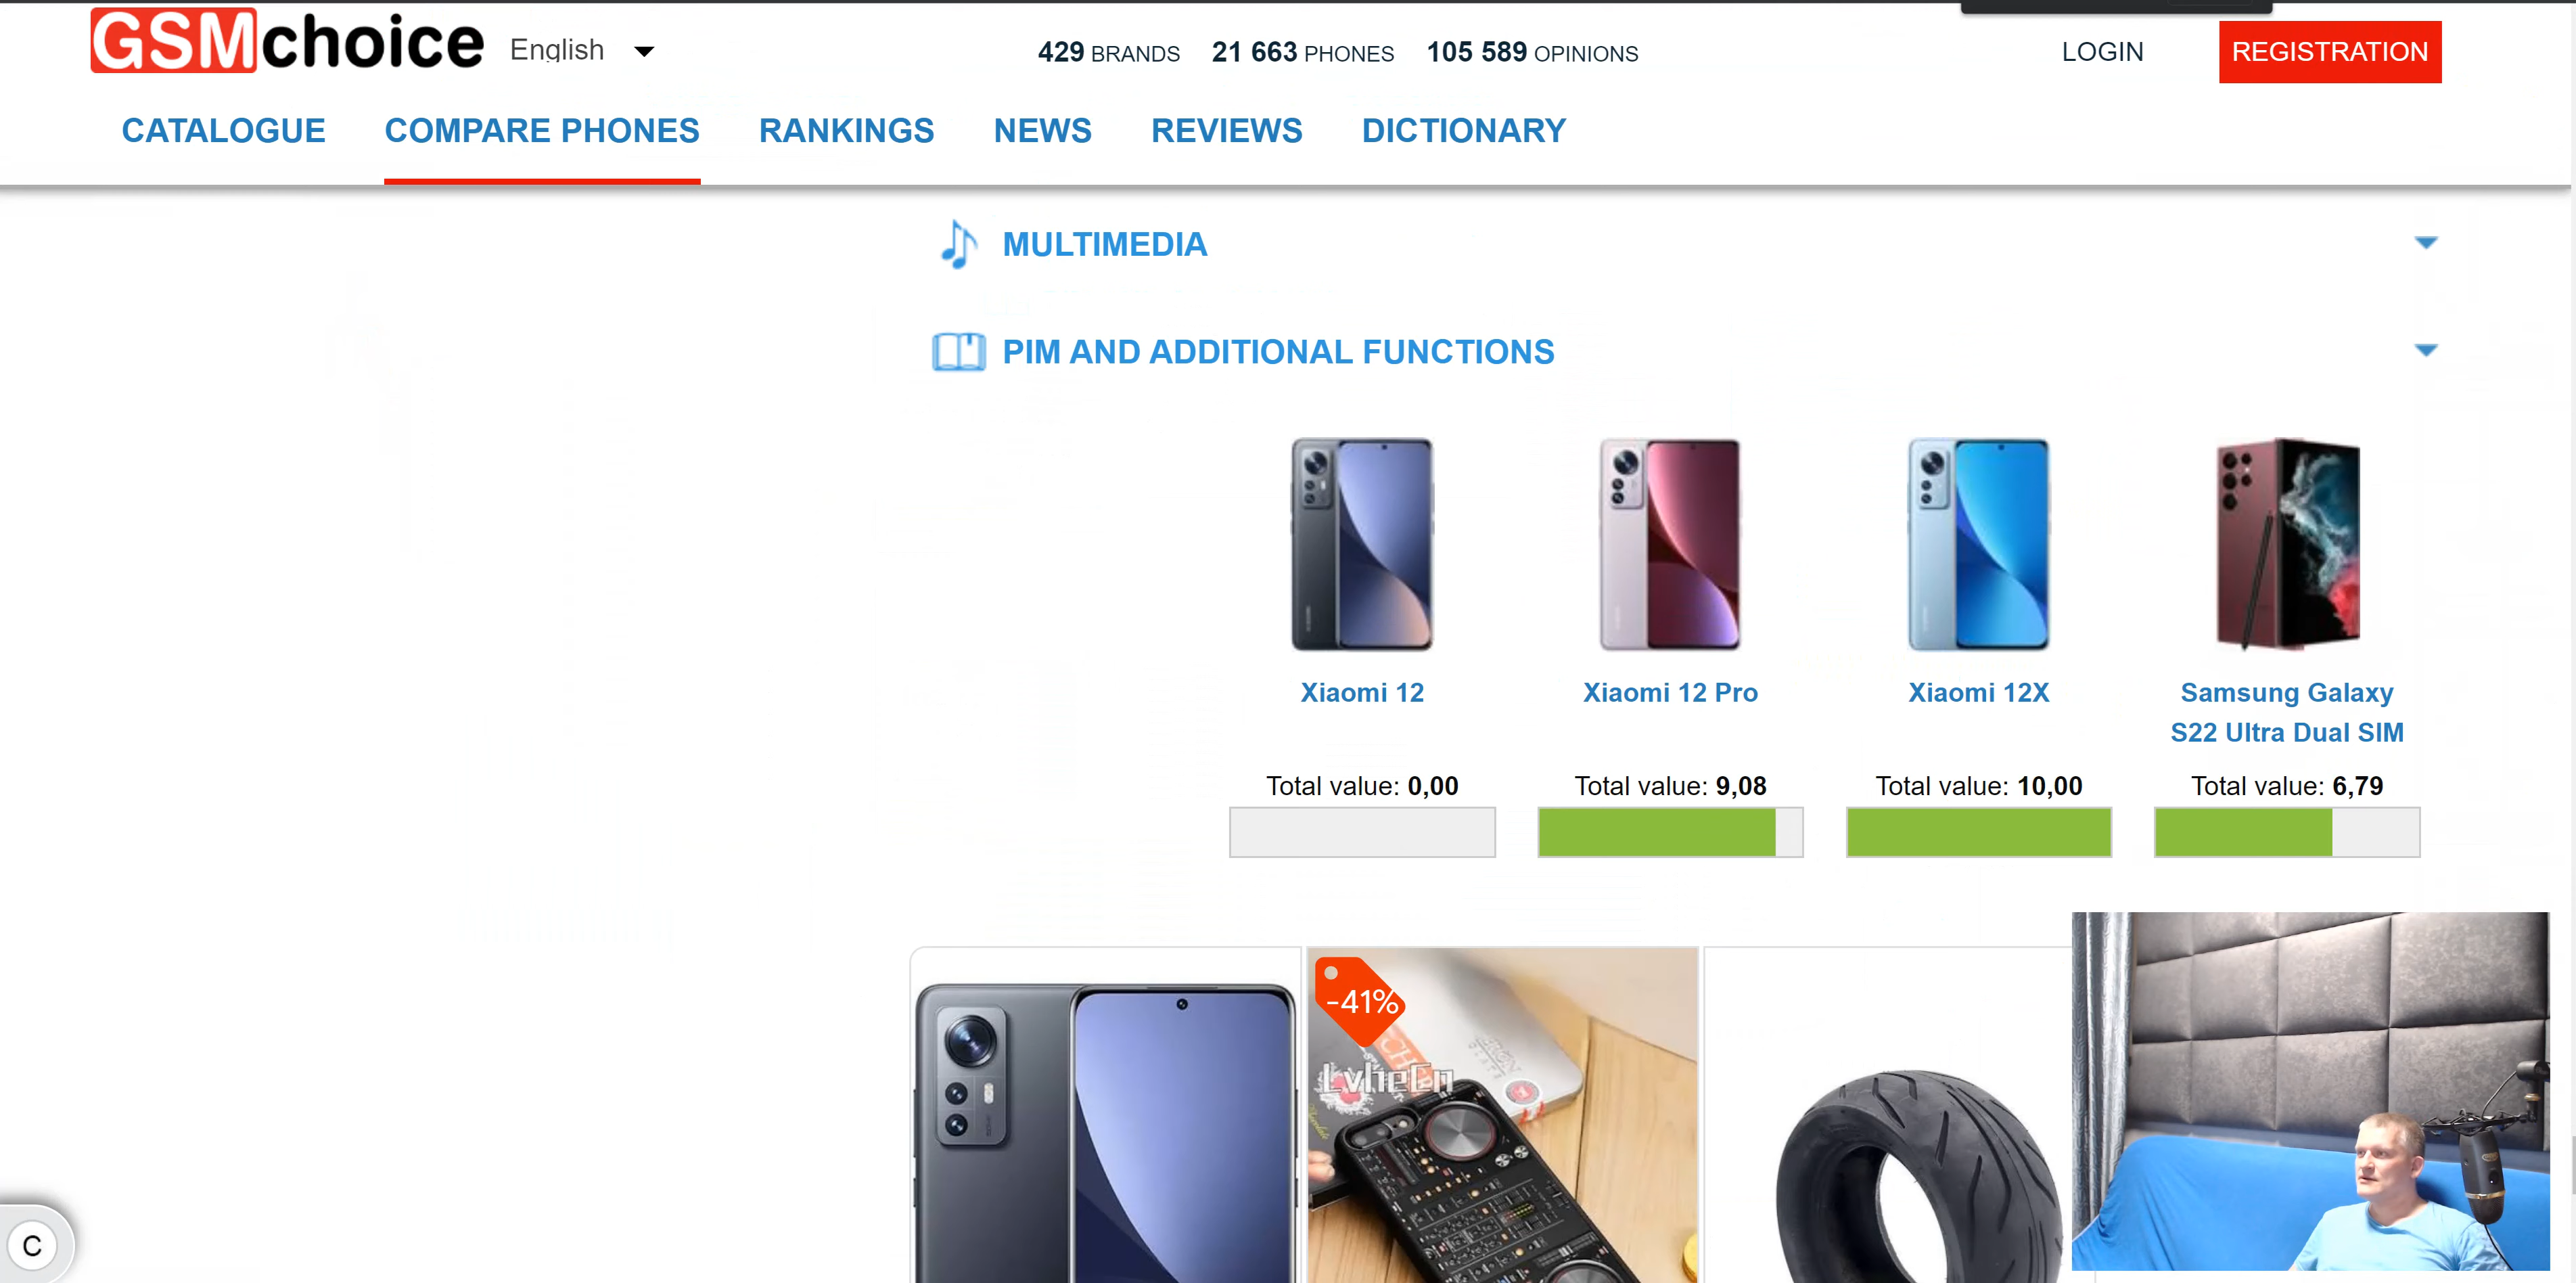 GSMchoice English
429 BRANDS 21 663 PHONES 105 589 OPINIONS
LOGIN REGISTRATION
CATALOGUE COMPARE PHONES RANKINGS NEWS REVIEWS DICTIONARY
MULTIMEDIA
PIM AND ADDITIONAL FUNCTIONS
Xiaomi 12
Total value: 0,00
Xiaomi 12 Pro
Total value: 9,08
Xiaomi 12X
Total value: 10,00
Samsung Galaxy
S22 Ultra Dual SIM
Total value: 6,79
-41%
LvheCn
C